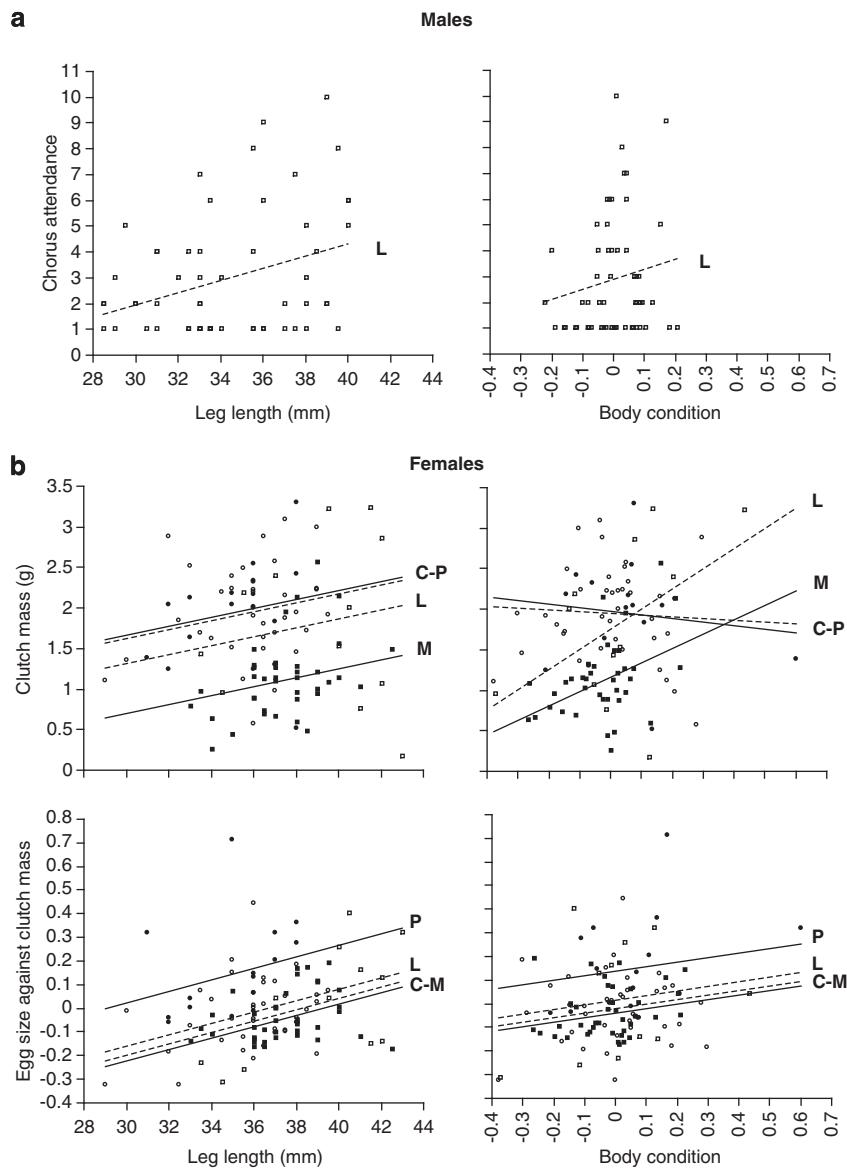 a
Males
11
10
9
8
7
6
5
4
3
2
1
0
Chorus attendance
L
28 30 32 34 36 38 40 42 44
Leg length (mm)
L
-0.4 -0.3 -0.2 -0.1 0 0.1 0.2 0.3 0.4 0.5 0.6 0.7
Body condition
b
Females
3.5
3
2.5
2
1.5
1
0.5
0
Clutch mass (g)
C-P
L
M
L
M
C-P
0.8
0.7
0.6
0.5
0.4
0.3
0.2
0.1
0
-0.1
-0.2
-0.3
-0.4
Egg size against clutch mass
P
L
C-M
28 30 32 34 36 38 40 42 44
Leg length (mm)
P
L
C-M
-0.4 -0.3 -0.2 -0.1 0 0.1 0.2 0.3 0.4 0.5 0.6 0.7
Body condition